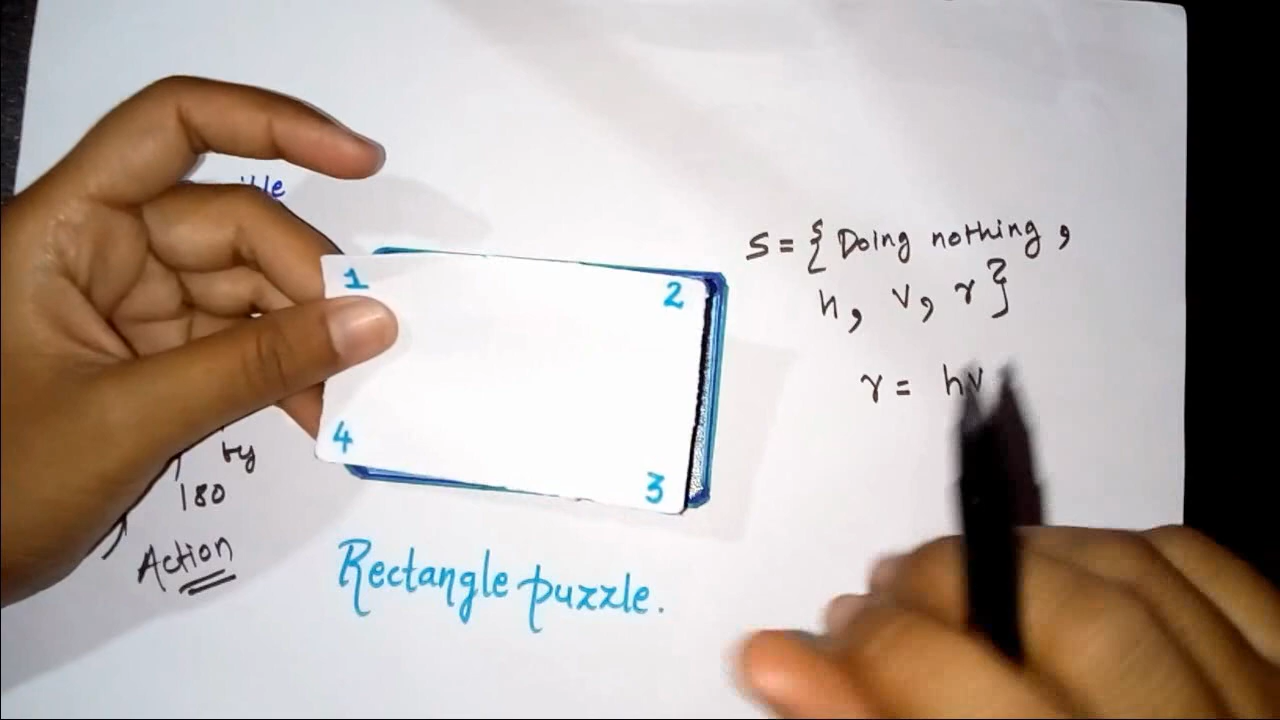 S = { Doing nothing ,
h, v, r }
r = hv
1
2
4
3
by
180
Action
Rectangle puzzle.